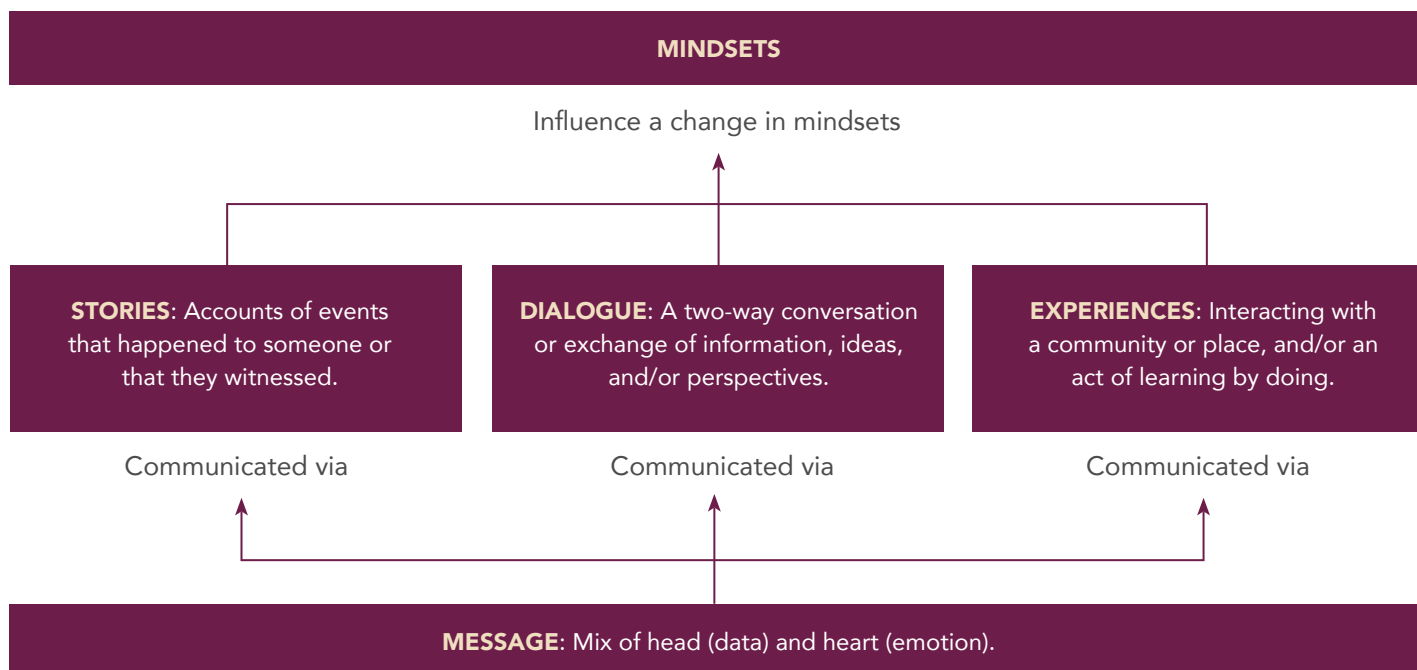 MINDSETS
Influence a change in mindsets
STORIES: Accounts of events
that happened to someone or
that they witnessed.
DIALOGUE: A two-way conversation
or exchange of information, ideas,
and/or perspectives.
EXPERIENCES: Interacting with
a community or place, and/or an
act of learning by doing.
Communicated via
Communicated via
Communicated via
MESSAGE: Mix of head (data) and heart (emotion).